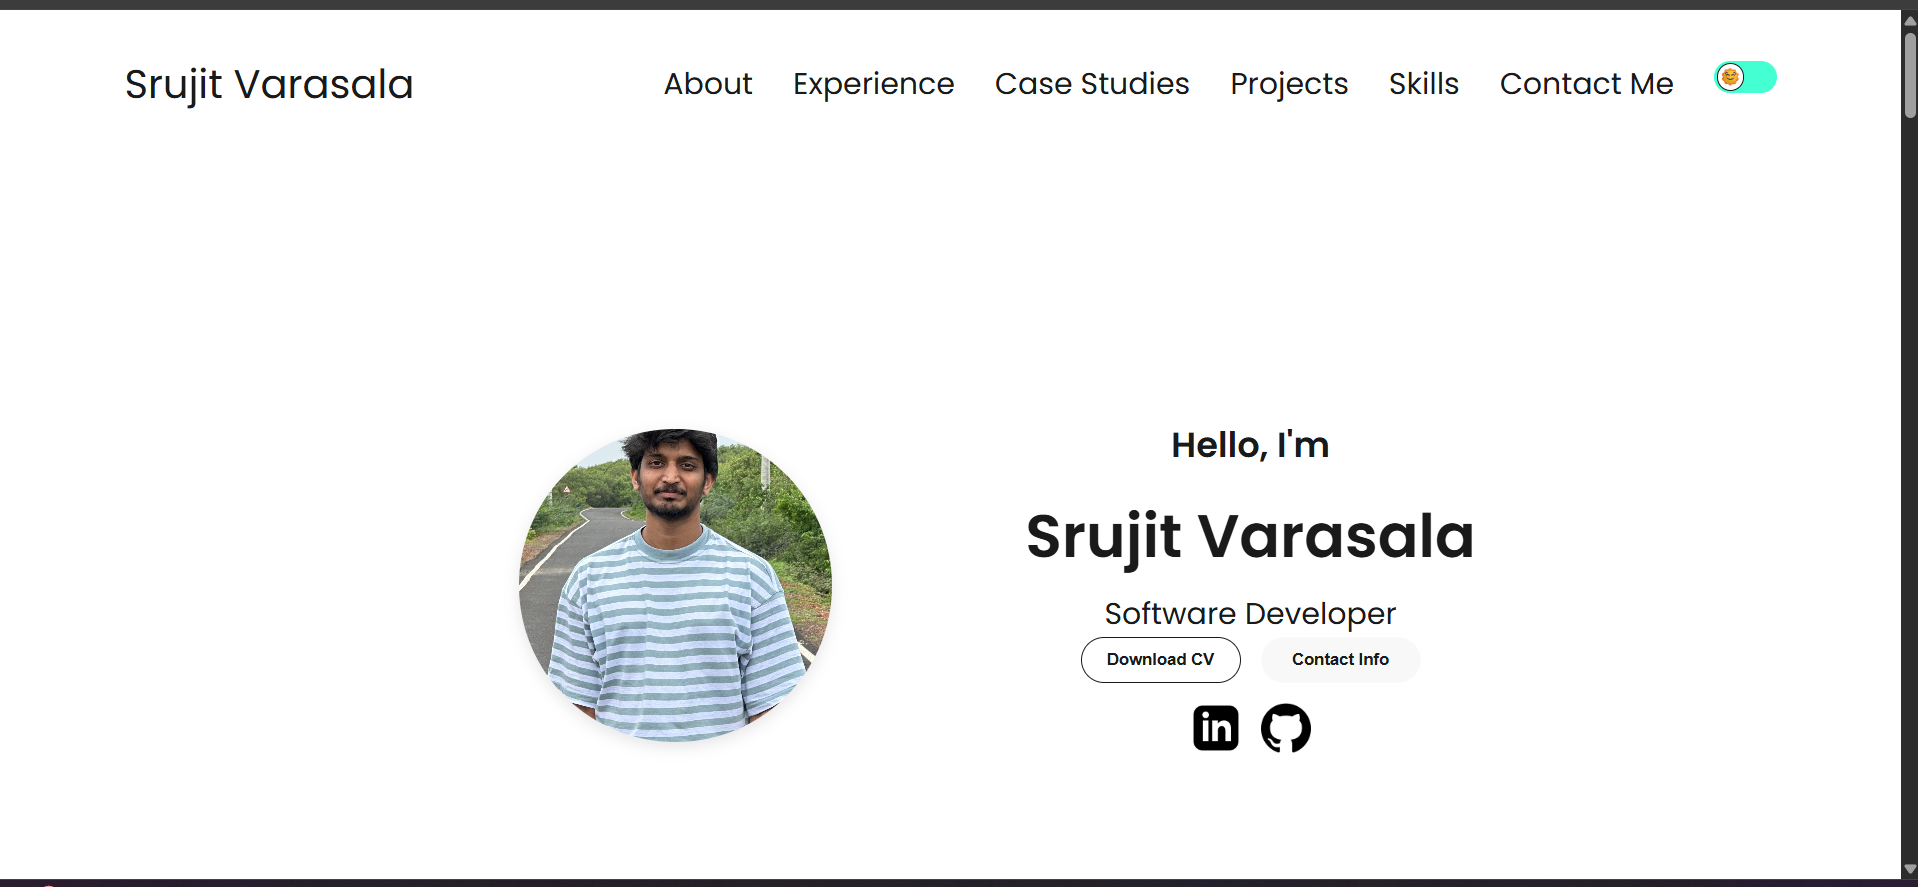 Srujit Varasala
About Experience Case Studies Projects Skills Contact Me
Hello, I'm
Srujit Varasala
Software Developer
Download CV Contact Info
in